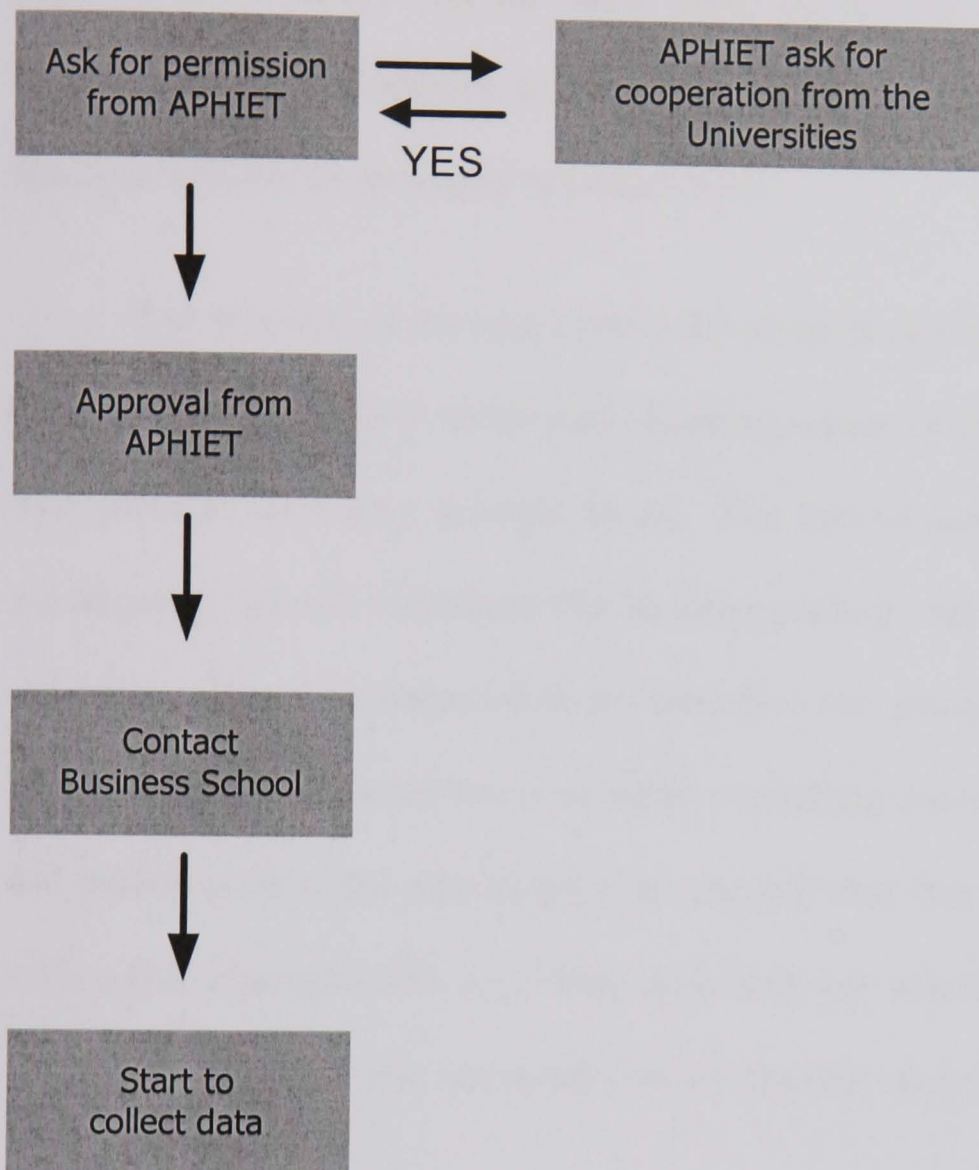 Ask for permission
from APHIET
APHIET ask for
cooperation from the
Universities
YES
Approval from
APHIET
Contact
Business School
Start to
collect data